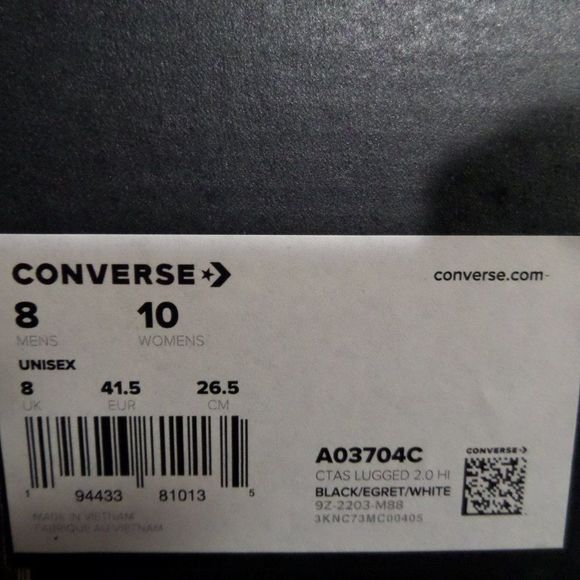 CONVERSE
converse.com
8 10
MENS WOMENS
UNISEX
8 41.5 26.5
UK EUR CM
1 94433 81013 5
MADE IN VIETNAM
FABRIQUE AU VIETNAM
A03704C
CTAS LUGGED 2.0 HI
BLACK/EGRET/WHITE
9Z-2203-M88
3KNC73MC00405
CONVERSE